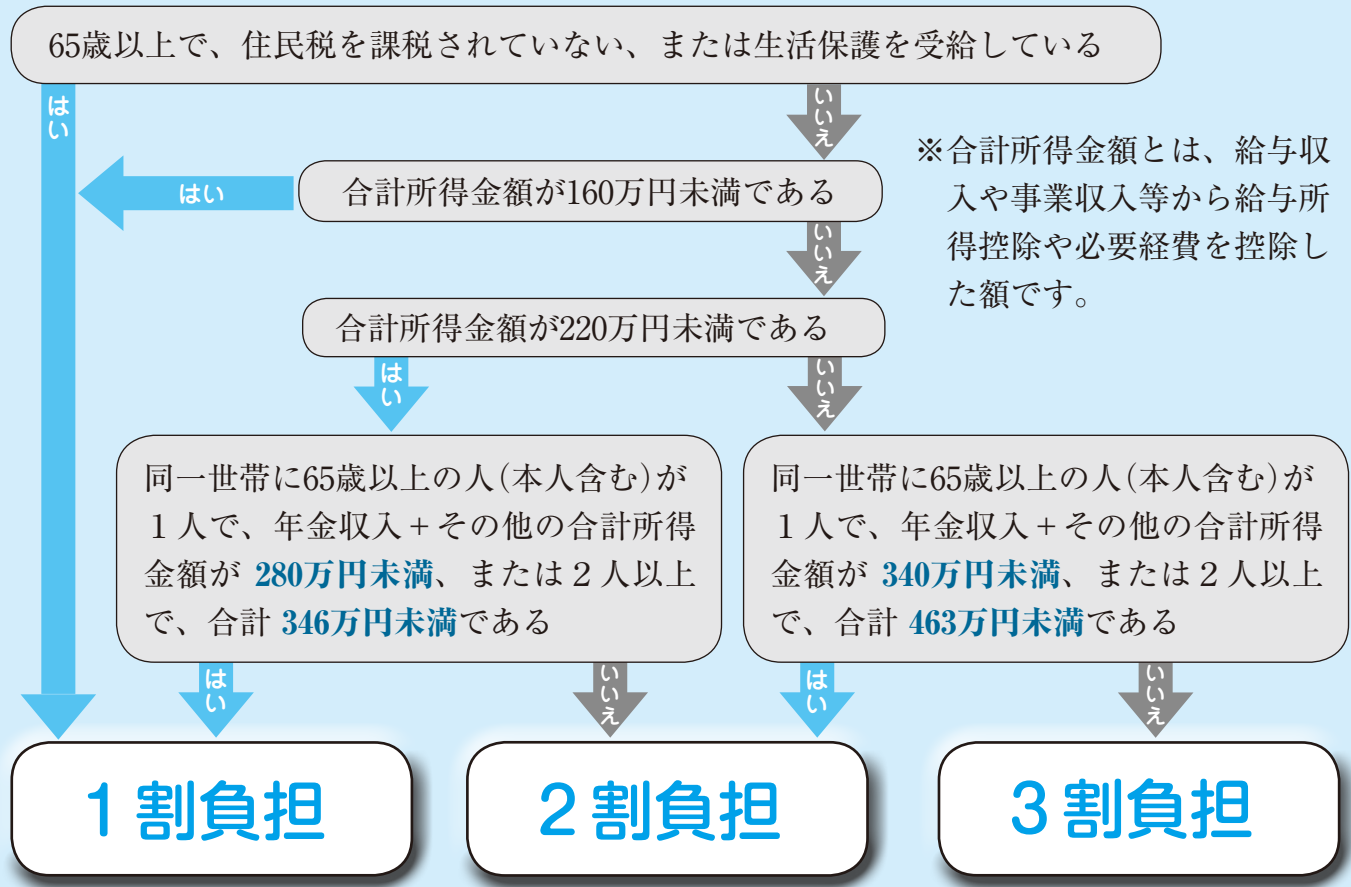 65歳以上で、住民税を課税されていない、または生活保護を受給している
はい
いいえ
※合計所得金額とは、給与収
入や事業収入等から給与所
得控除や必要経費を控除し
た額です。
はい
合計所得金額が160万円未満である
いいえ
合計所得金額が220万円未満である
はい
いいえ
同一世帯に65歳以上の人(本人含む)が
1人で、年金収入+その他の合計所得
金額が 280万円未満、または2人以上
で、合計 346万円未満である
同一世帯に65歳以上の人(本人含む)が
1人で、年金収入+その他の合計所得
金額が 340万円未満、または2人以上
で、合計 463万円未満である
はい
いいえ
はい
いいえ
1割負担
2割負担
3割負担